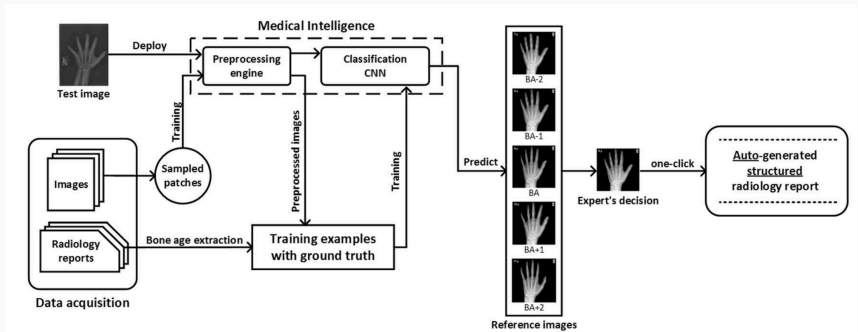 Medical Intelligence
Deploy
Test image
Preprocessing
engine
Classification
CNN
Training
Preprocessed images
Training
Images
Sampled
patches
Radiology
reports
Bone age extraction
Training examples
with ground truth
Data acquisition
Predict
BA-2
BA-1
BA
BA+1
BA+2
Reference images
Expert's decision
one-click
Auto-generated
structured
radiology report